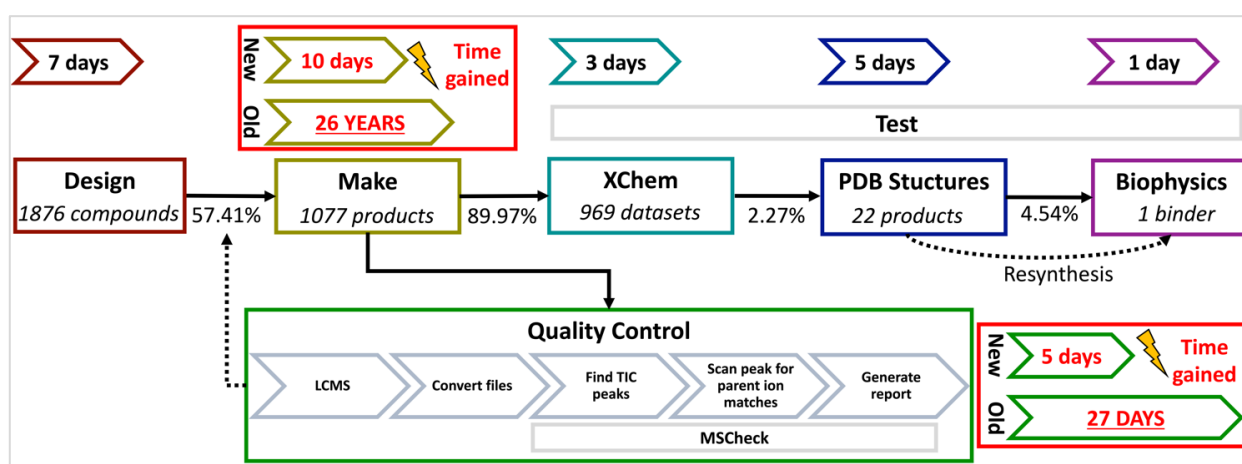 7 days
New
10 days
Time
gained
Old
26 YEARS
3 days
5 days
1 day
Test
Design
1876 compounds
57.41%
Make
1077 products
89.97%
XChem
969 datasets
2.27%
PDB Stuctures
22 products
4.54%
Biophysics
1 binder
Resynthesis
Quality Control
LCMS
Convert files
Find TIC
peaks
Scan peak for
parent ion
matches
Generate
report
MSCheck
New
5 days
Time
gained
Old
27 DAYS